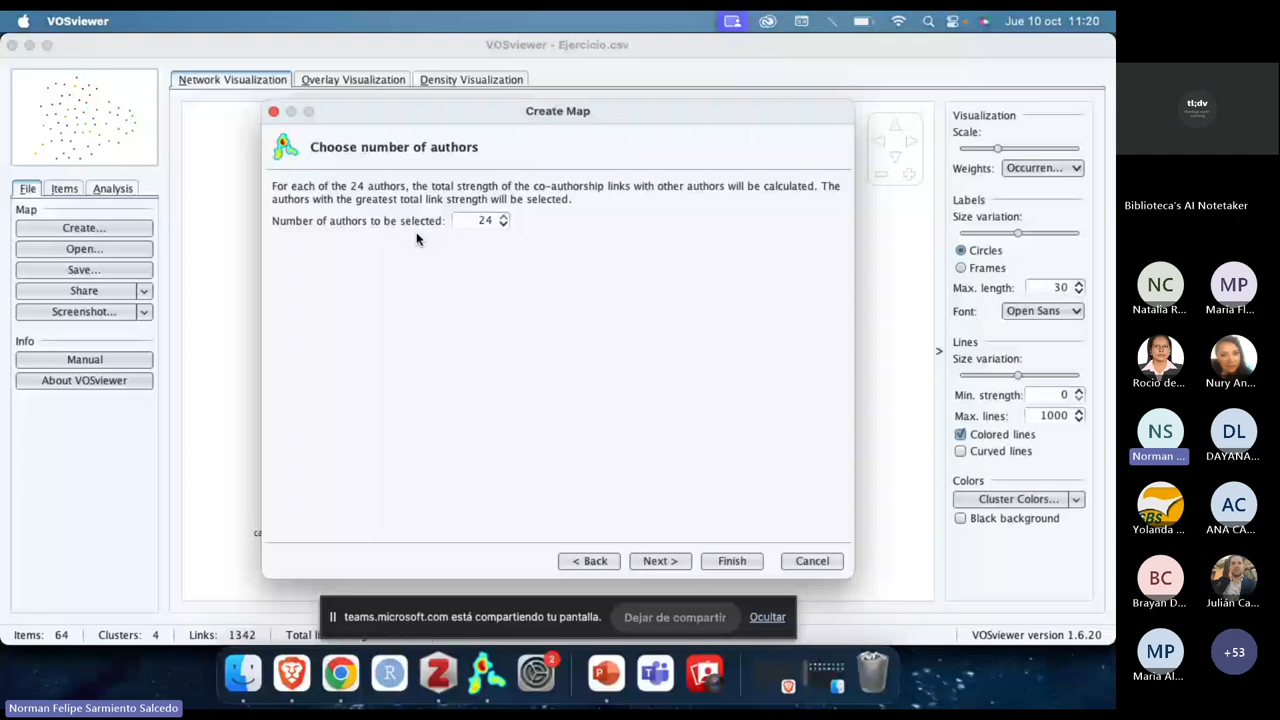 VOSviewer
Jue 10 oct 11:20
VOSviewer - Ejercicio.csv
Network Visualization
Overlay Visualization
Density Visualization
File
Items
Analysis
Map
Create...
Open...
Save...
Share
Screenshot...
Info
Manual
About VOSviewer
Create Map
Choose number of authors
For each of the 24 authors, the total strength of the co-authorship links with other authors will be calculated. The
authors with the greatest total link strength will be selected.
Number of authors to be selected: 24
< Back
Next >
Finish
Cancel
Visualization
Scale:
Weights: Occurren...
Labels
Size variation:
Circles
Frames
Max. length: 30
Font: Open Sans
Lines
Size variation:
Min. strength: 0
Max. lines: 1000
Colored lines
Curved lines
Colors
Cluster Colors...
Black background
>
ca
teams.microsoft.com está compartiendo tu pantalla.
Dejar de compartir
Ocultar
Items: 64
Clusters: 4
Links: 1342
VOSviewer version 1.6.20
2
Norman Felipe Sarmiento Salcedo
tl;dv
Biblioteca's AI Notetaker
NC
Natalia R...
MP
Maria Fl...
Rocio de...
Nury An...
NS
Norman ...
DL
DAYANA...
SBS
Yolanda ...
AC
ANA CA...
BC
Brayan D...
Julián Ca...
MP
Maria Al...
+53